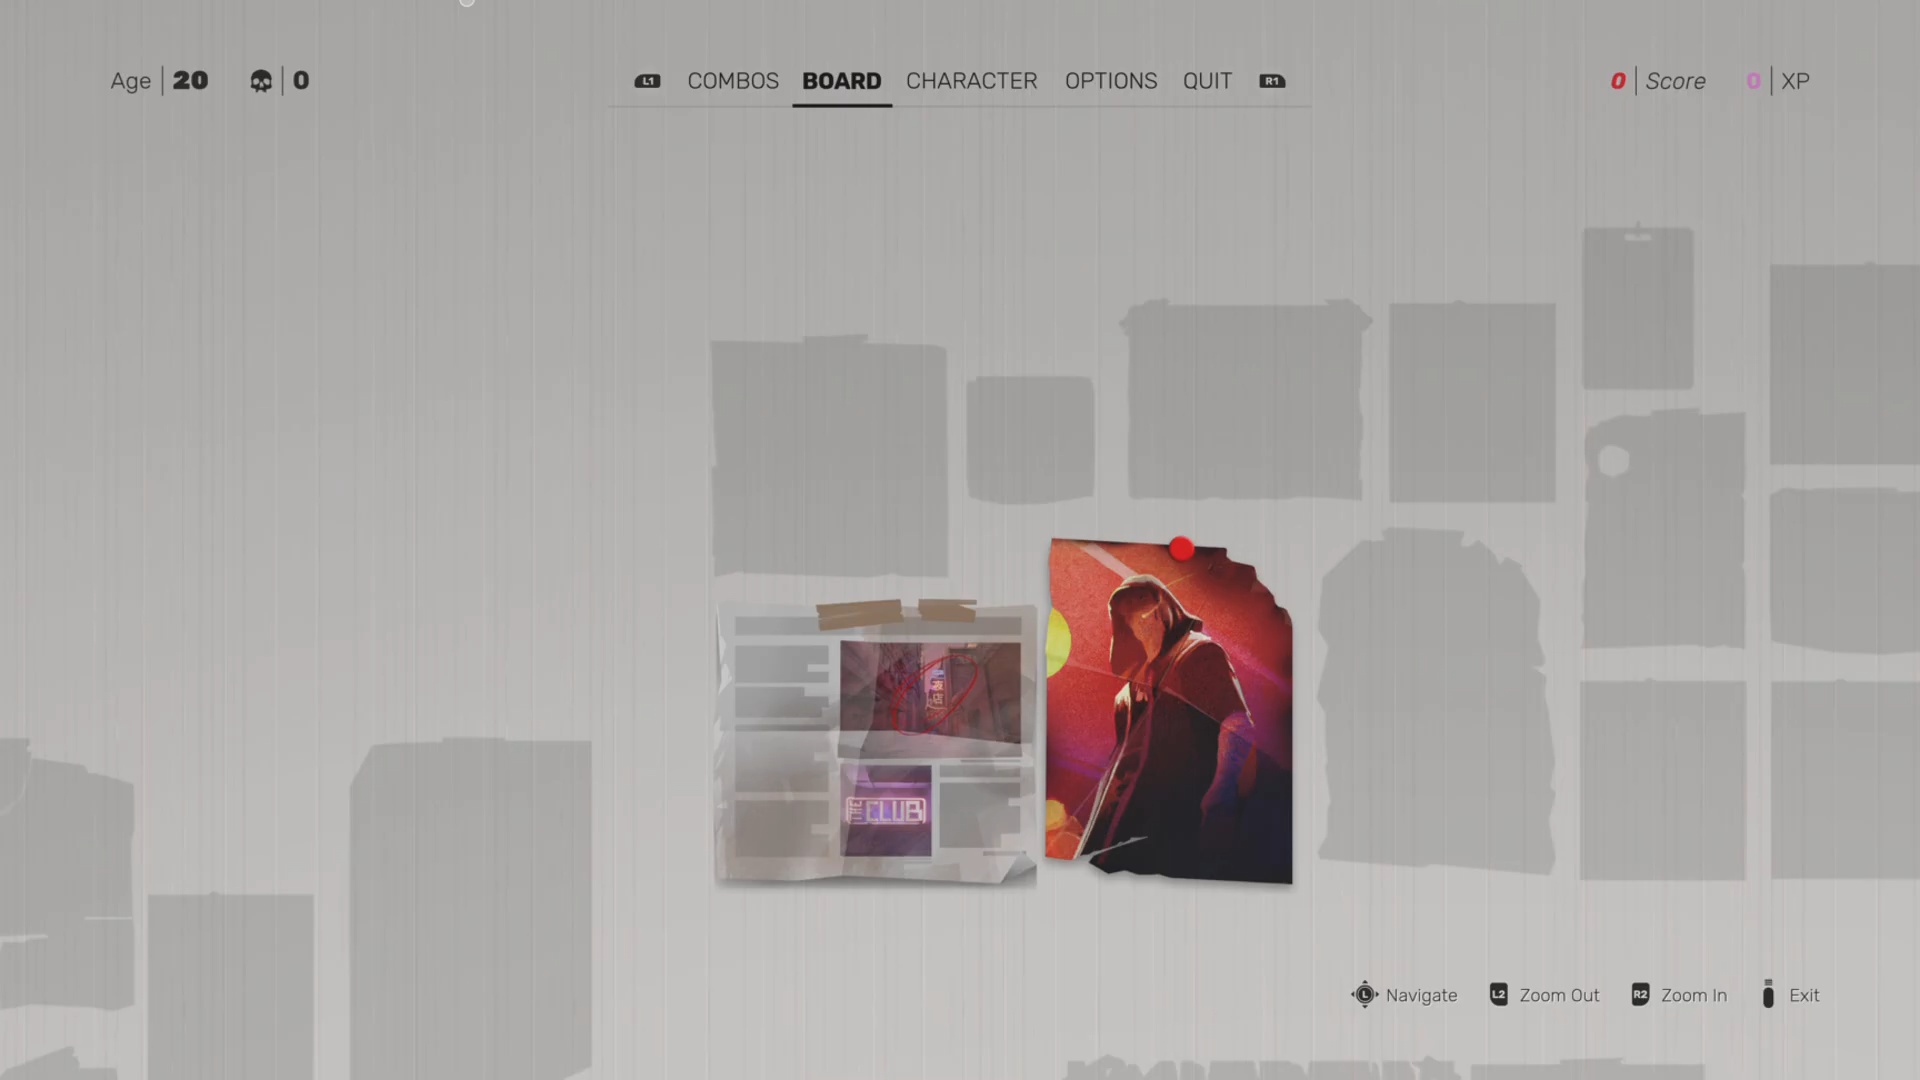 Age 20 0
L1 COMBOS BOARD CHARACTER OPTIONS QUIT R1
0 Score 0 XP
THE CLUB
L Navigate L2 Zoom Out R2 Zoom In Exit